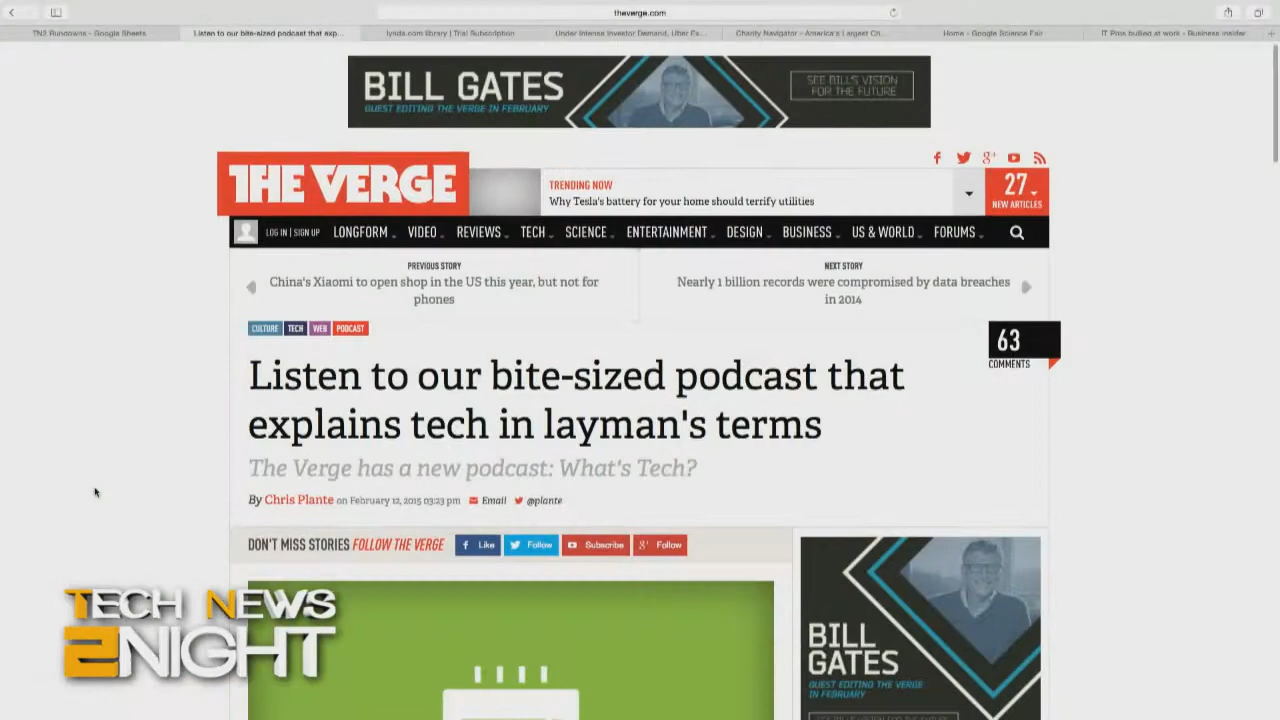 theverge.com
TN2 Rundowns - Google Sheets
Listen to our bite-sized podcast that exp...
lynda.com library | Trial Subscription
Under Intense Investor Demand, Uber Ex...
Charity Navigator - America's Largest Ch...
Home - Google Science Fair
IT Pros bullied at work - Business Insider
BILL GATES
GUEST EDITING THE VERGE IN FEBRUARY
SEE BILL'S VISION
FOR THE FUTURE
THE VERGE
TRENDING NOW
Why Tesla's battery for your home should terrify utilities
27
NEW ARTICLES
LOG IN | SIGN UP LONGFORM VIDEO REVIEWS TECH SCIENCE ENTERTAINMENT DESIGN BUSINESS US & WORLD FORUMS
PREVIOUS STORY
China's Xiaomi to open shop in the US this year, but not for
phones
NEXT STORY
Nearly 1 billion records were compromised by data breaches
in 2014
CULTURE TECH WEB PODCAST
63
COMMENTS
Listen to our bite-sized podcast that
explains tech in layman's terms
The Verge has a new podcast: What's Tech?
By Chris Plante on February 12, 2015 03:23 pm Email @plante
DON'T MISS STORIES FOLLOW THE VERGE Like Follow Subscribe Follow
BILL
GATES
GUEST EDITING THE VERGE
IN FEBRUARY
TECH NEWS
2NIGHT